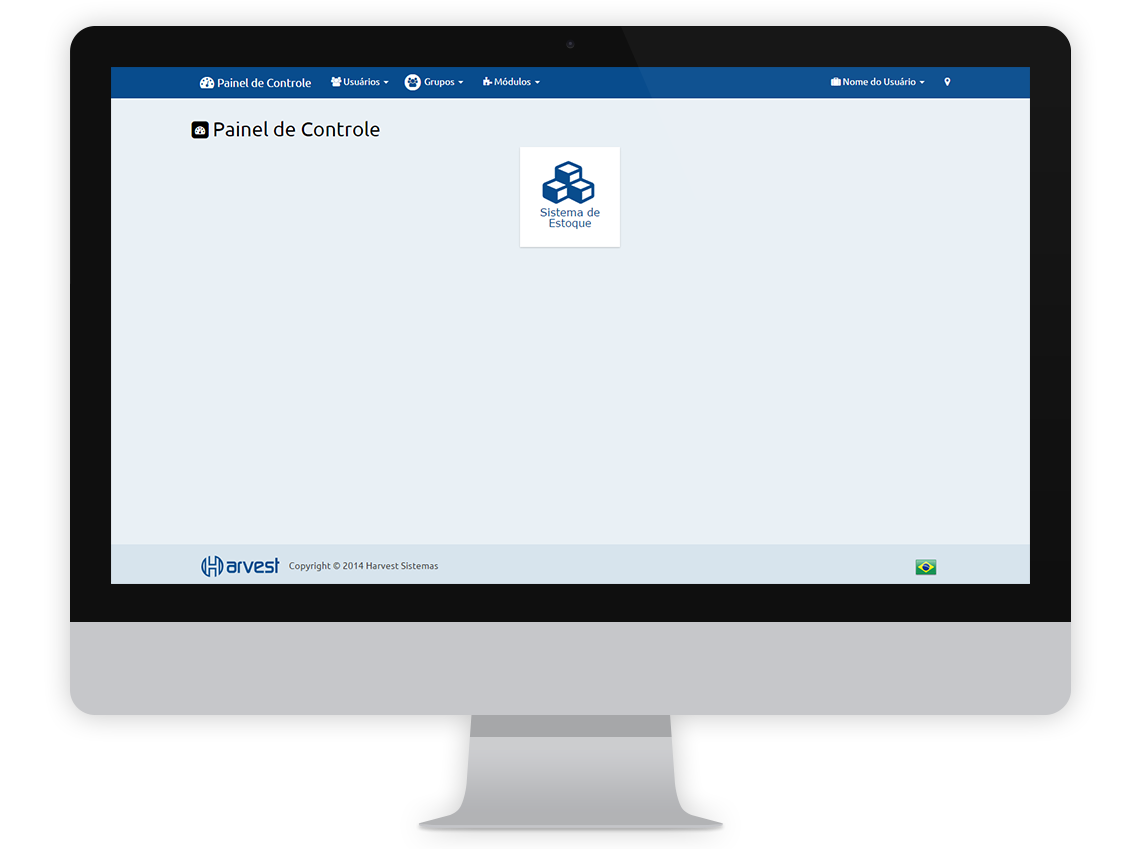 Painel de Controle Usuários Grupos Módulos Nome do Usuário
Painel de Controle
Sistema de
Estoque
Harvest Copyright © 2014 Harvest Sistemas